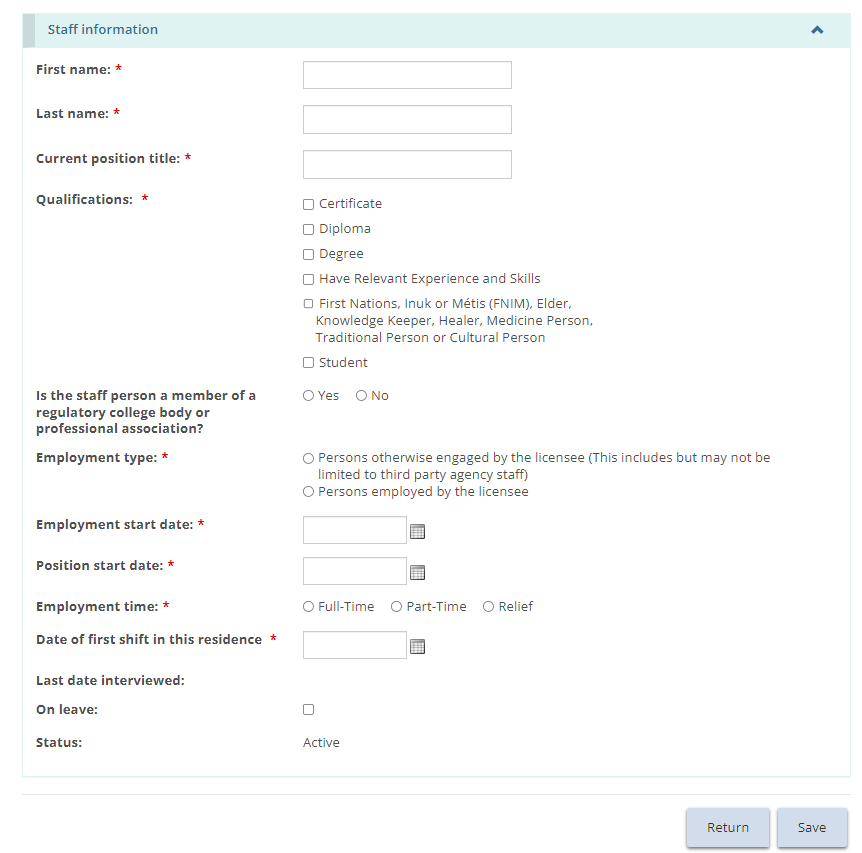 Staff information
First name: *
Last name: *
Current position title: *
Qualifications: *
Certificate
Diploma
Degree
Have Relevant Experience and Skills
First Nations, Inuk or Métis (FNIM), Elder,
Knowledge Keeper, Healer, Medicine Person,
Traditional Person or Cultural Person
Student
Is the staff person a member of a
regulatory college body or
professional association?
Yes No
Employment type: *
Persons otherwise engaged by the licensee (This includes but may not be
limited to third party agency staff)
Persons employed by the licensee
Employment start date: *
Position start date: *
Employment time: * Full-Time Part-Time Relief
Date of first shift in this residence *
Last date interviewed:
On leave:
Status: Active
Return Save